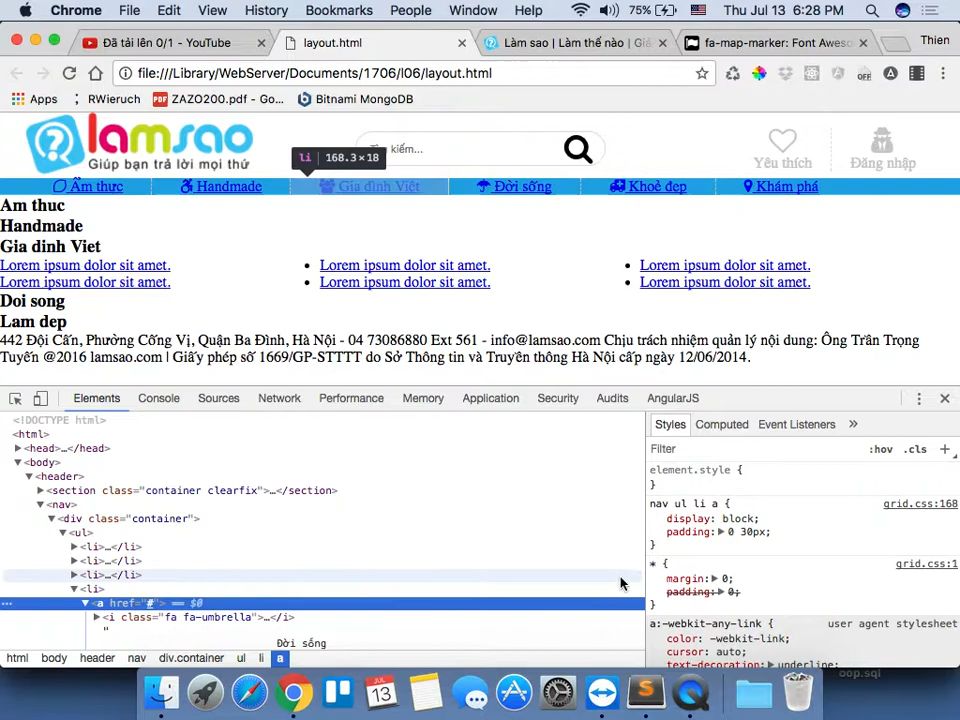 Chrome File Edit View History Bookmarks People Window Help 75% Thu Jul 13 6:28 PM
Đã tải lên 0/1 - YouTube layout.html Làm sao | Làm thế nào | Giả fa-map-marker: Font Aweso Thien
file:///Library/WebServer/Documents/1706/l06/layout.html OFF
Apps RWieruch PDF ZAZO200.pdf - Go... Bitnami MongoDB
lamsao
Giúp bạn trả lời mọi thứ
kiếm...
Yêu thích Đăng nhập
li 168.3×18
Ẩm thực Handmade Gia đình Việt Đời sống Khoẻ đẹp Khám phá
Am thuc
Handmade
Gia dinh Viet
Lorem ipsum dolor sit amet. • Lorem ipsum dolor sit amet. • Lorem ipsum dolor sit amet.
Lorem ipsum dolor sit amet. • Lorem ipsum dolor sit amet. • Lorem ipsum dolor sit amet.
Doi song
Lam dep
442 Đội Cấn, Phường Cống Vị, Quận Ba Đình, Hà Nội - 04 73086880 Ext 561 - info@lamsao.com Chịu trách nhiệm quản lý nội dung: Ông Trần Trọng
Tuyến @2016 lamsao.com | Giấy phép số 1669/GP-STTTT do Sở Thông tin và Truyền thông Hà Nội cấp ngày 12/06/2014.
Elements Console Sources Network Performance Memory Application Security Audits AngularJS
<!DOCTYPE html>
<html>
<head>…</head>
<body>
<header>
<section class="container clearfix">…</section>
<nav>
<div class="container">
<ul>
<li>…</li>
<li>…</li>
<li>…</li>
<li>
<a href="#"> == $0
<i class="fa fa-umbrella">…</i>
"
Đời sống
html body header nav div.container ul li a
Styles Computed Event Listeners »
Filter :hov .cls +
element.style {
}
nav ul li a { grid.css:168
display: block;
padding: 0 30px;
}
* { grid.css:1
margin: 0;
padding: 0;
}
a:-webkit-any-link { user agent stylesheet
color: -webkit-link;
cursor: auto;
text-decoration: underline;
oop.sql
JUL
13